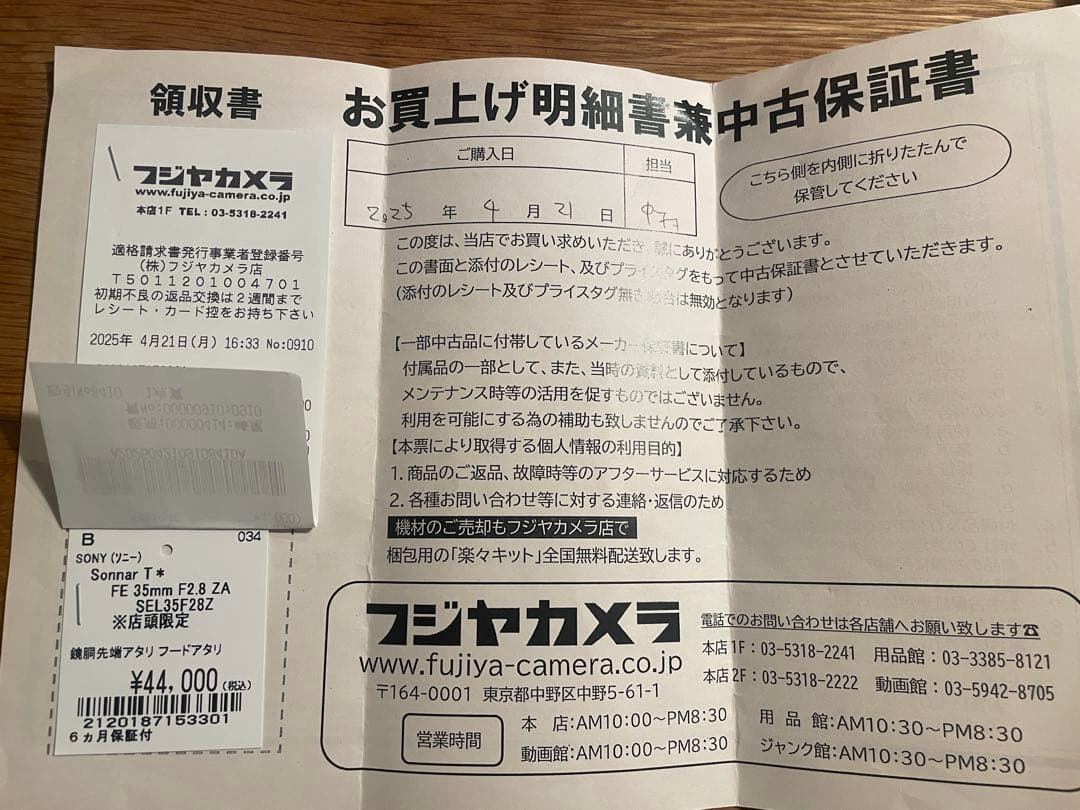 領収書
お買上げ明細書兼中古保証書
フジヤカメラ
www.fujiya-camera.co.jp
本店1F TEL:03-5318-2241
適格請求書発行事業者登録番号
(株)フジヤカメラ店
T5011201004701
初期不良の返品交換は2週間まで
レシート・カード控をお持ち下さい
2025年 4月21日(月) 16:33 No:0910
B 034
SONY (ソニー)
Sonnar T*
FE 35mm F2.8 ZA
SEL35F28Z
※店頭限定
鏡胴先端アタリ フードアタリ
¥44,000(税込)
2120187153301
6ヵ月保証付
ご購入日 担当
2025 年 4 月 21 日
こちら側を内側に折りたたんで
保管してください
この度は、当店でお買い求めいただき、誠にありがとうございます。
この書面と添付のレシート、及びプライスタグをもって中古保証書とさせていただきます。
(添付のレシート及びプライスタグ無き場合は無効となります)
【一部中古品に付帯しているメーカー保証書について】
付属品の一部として、また、当時の資料として添付しているもので、
メンテナンス時等の活用を促すものではございません。
利用を可能にする為の補助も致しませんのでご了承下さい。
【本票により取得する個人情報の利用目的】
1. 商品のご返品、故障時等のアフターサービスに対応するため
2. 各種お問い合わせ等に対する連絡・返信のため
機材のご売却もフジヤカメラ店で
梱包用の「楽々キット」全国無料配送致します。
フジヤカメラ
www.fujiya-camera.co.jp
〒164-0001 東京都中野区中野5-61-1
電話でのお問い合わせは各店舗へお願い致します☎
本店1F:03-5318-2241 用品館:03-3385-8121
本店2F:03-5318-2222 動画館:03-5942-8705
営業時間
本 店:AM10:00〜PM8:30 用 品 館:AM10:30〜PM8:30
動画館:AM10:00〜PM8:30 ジャンク館:AM10:30〜PM8:30